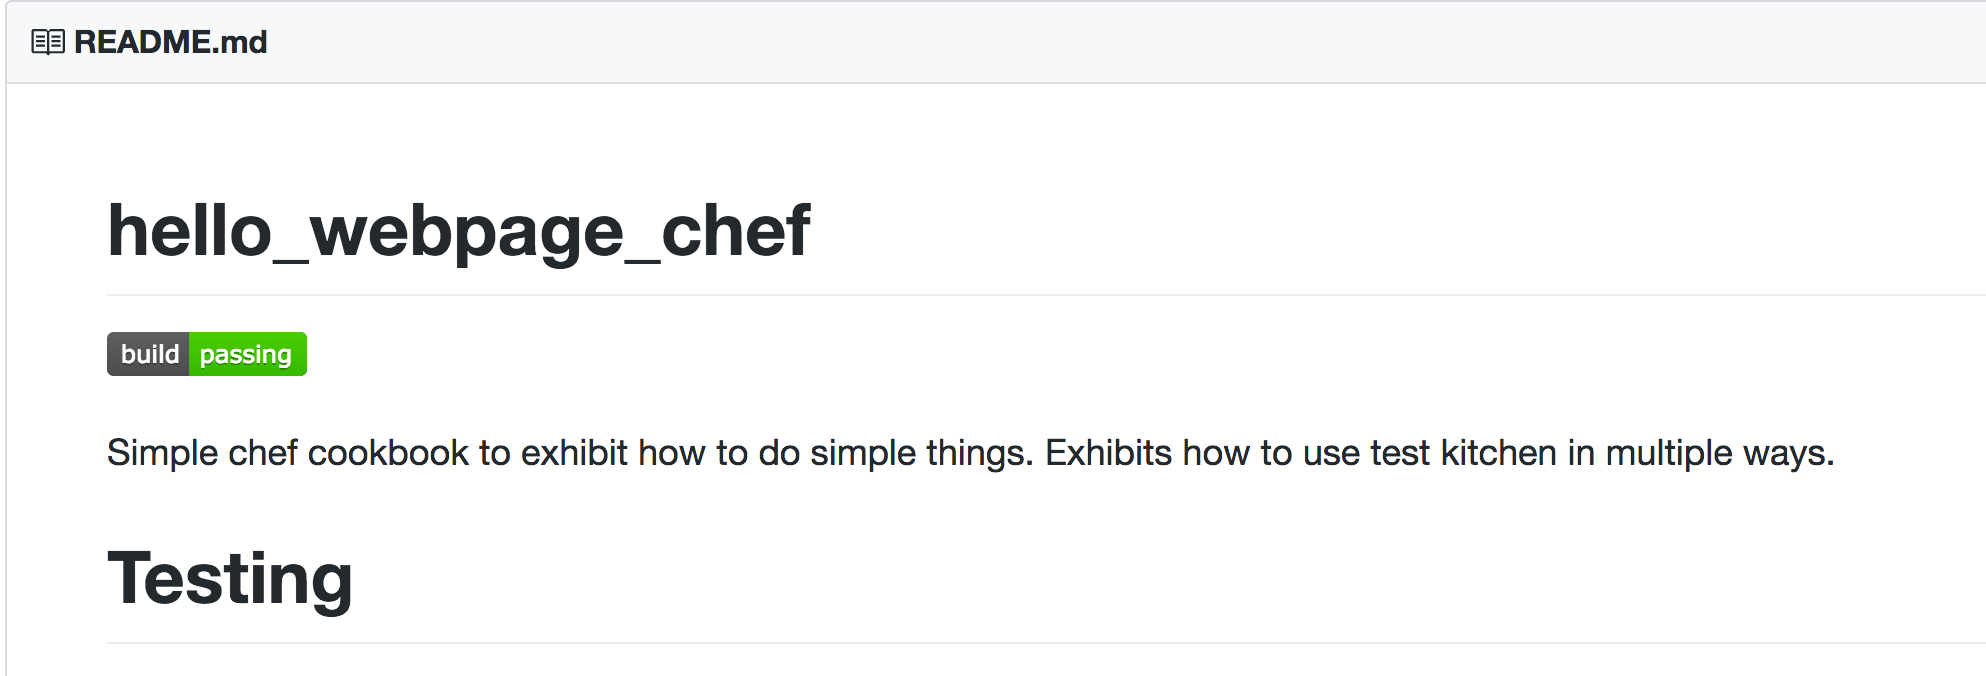 README.md
hello_webpage_chef
build passing
Simple chef cookbook to exhibit how to do simple things. Exhibits how to use test kitchen in multiple ways.
Testing